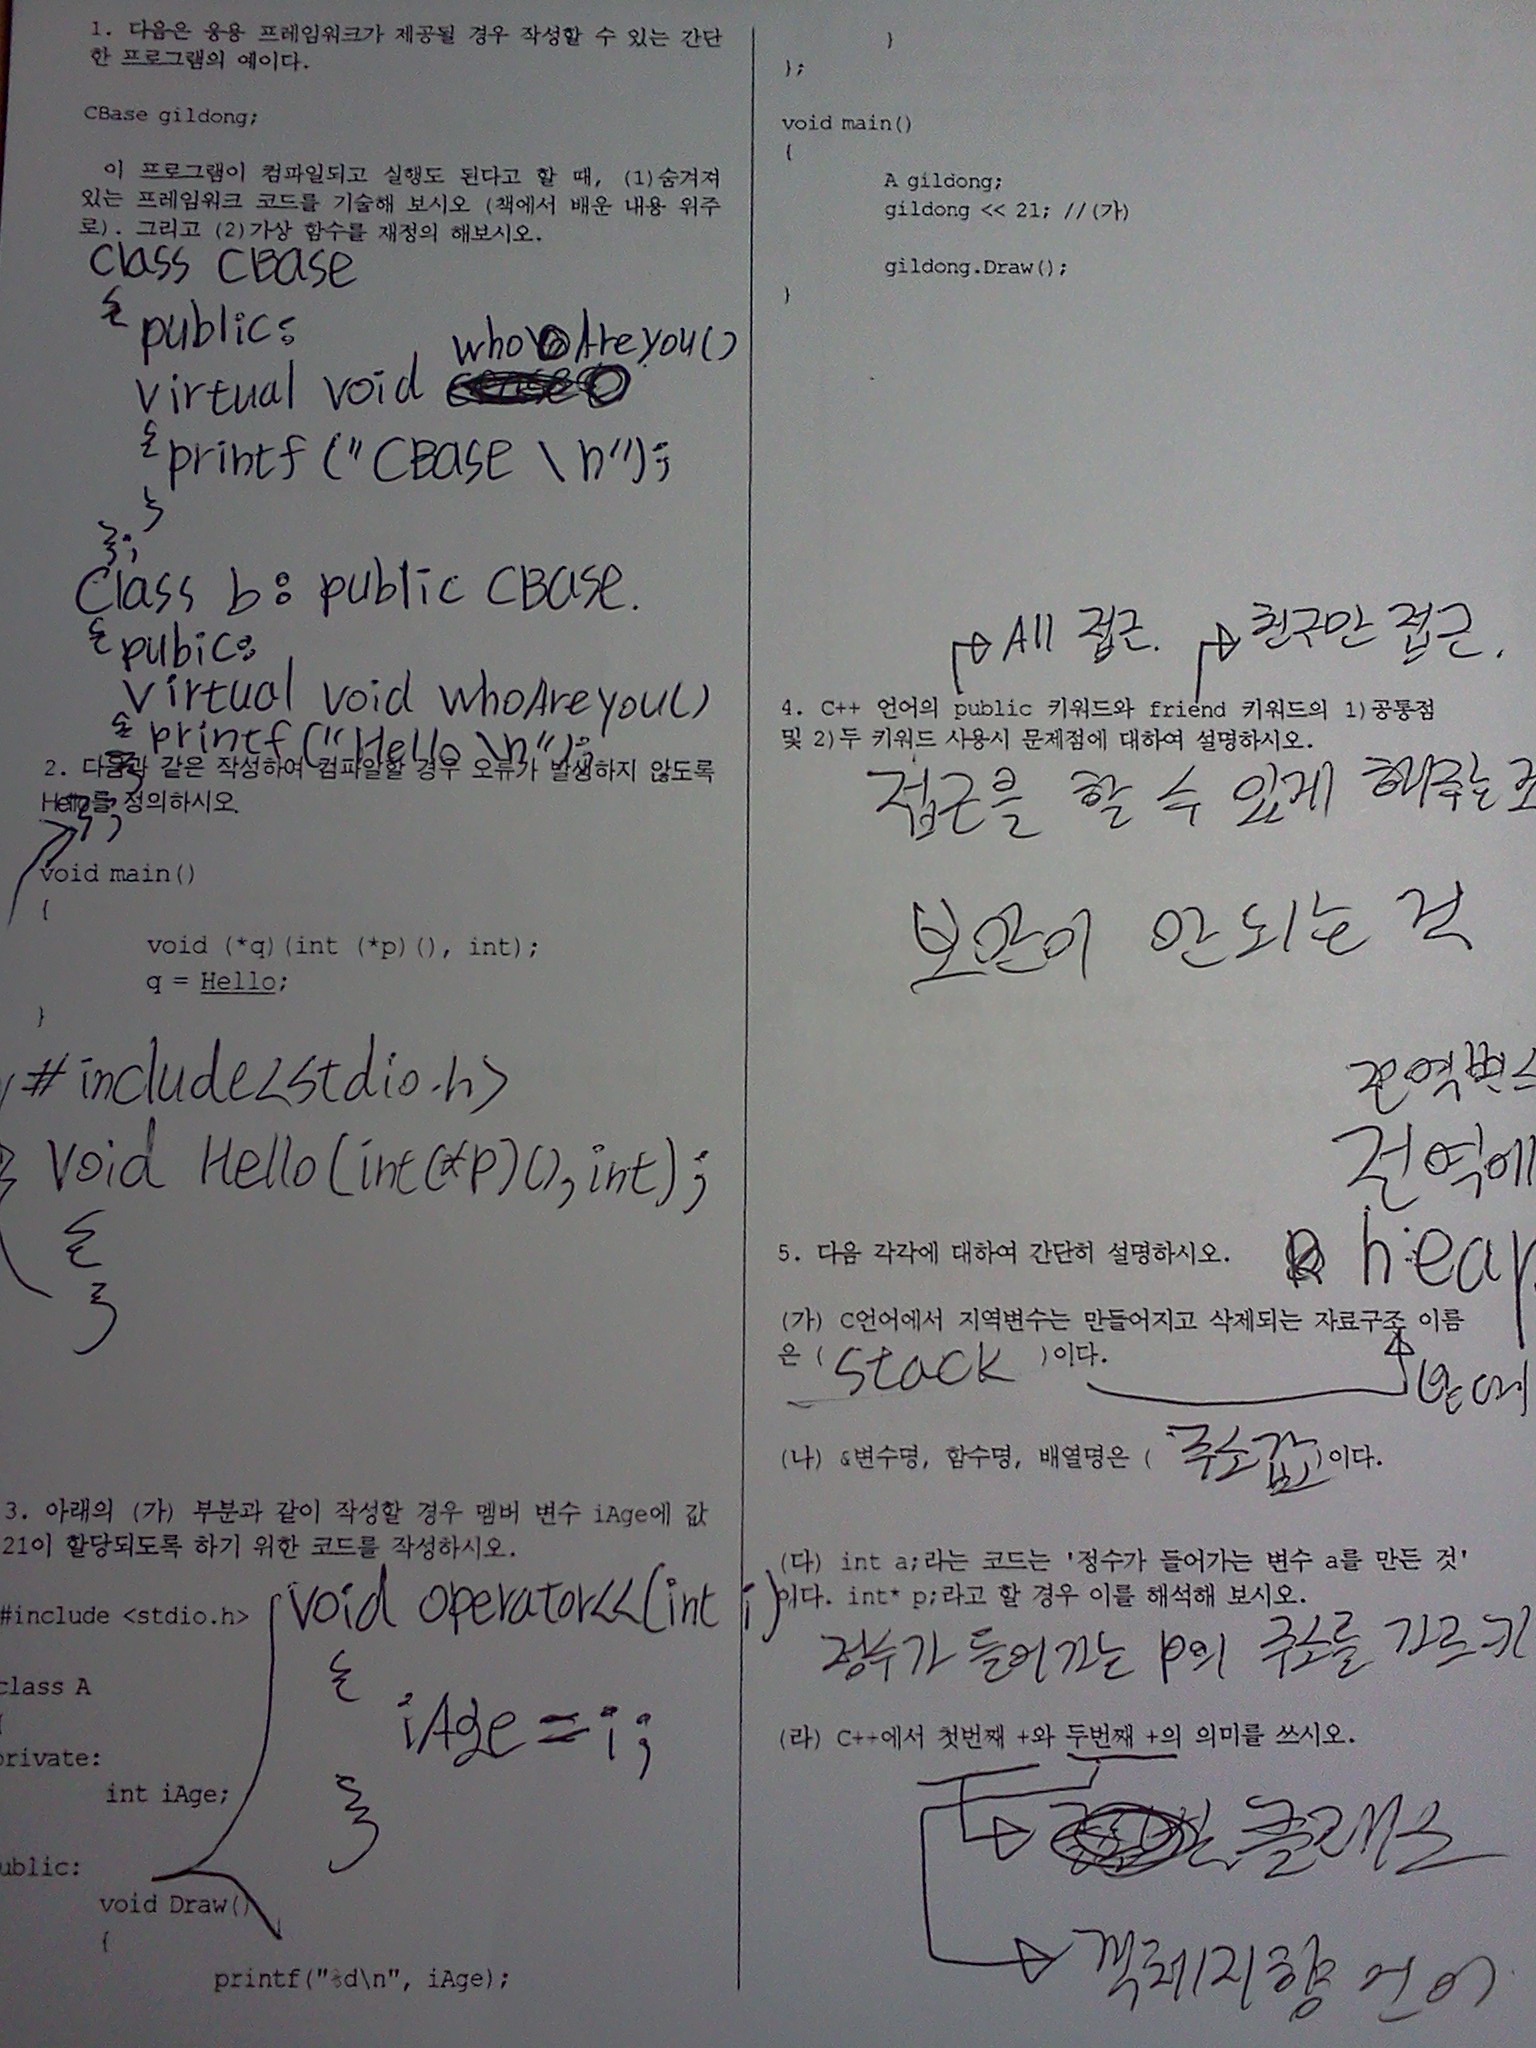 1. 다음은 응용 프레임워크가 제공될 경우 작성할 수 있는 간단
한 프로그램의 예이다.
CBase gildong;
이 프로그램이 컴파일되고 실행도 된다고 할 때, (1)숨겨져
있는 프레임워크 코드를 기술해 보시오 (책에서 배운 내용 위주
로). 그리고 (2)가상 함수를 재정의 해보시오.
class CBase
{
public:
virtual void whoAreyou()
{ printf("CBase \n");
}
};
Class b: public CBase.
{ pubic:
virtual void whoAreyou()
{ printf("Hello \n");
}
};
2. 다음과 같은 작성하여 컴파일할 경우 오류가 발생하지 않도록
Hello를 정의하시오.
void main()
{
void (*q)(int (*p)(), int);
q = Hello;
}
#include<stdio.h>
Void Hello(int(*p)(), int);
{
}
3. 아래의 (가) 부분과 같이 작성할 경우 멤버 변수 iAge에 값
21이 할당되도록 하기 위한 코드를 작성하시오.
#include <stdio.h>
void operator<<(int i)
{
iAge = i;
}
class A
{
private:
int iAge;
ublic:
void Draw()
{
printf("%d\n", iAge);
}
};
void main()
{
A gildong;
gildong << 21; //(가)
gildong.Draw();
}
All 접근. 친구만 접근.
4. C++ 언어의 public 키워드와 friend 키워드의 1)공통점
및 2)두 키워드 사용시 문제점에 대하여 설명하시오.
접근을 할 수 있게 해주는
보안이 안되는 것
전역변수
전역에
5. 다음 각각에 대하여 간단히 설명하시오.
heap
(가) C언어에서 지역변수는 만들어지고 삭제되는 자료구조 이름
은 ( Stack )이다.
(나) &변수명, 함수명, 배열명은 ( 주소값 )이다.
(다) int a;라는 코드는 '정수가 들어가는 변수 a를 만든 것'
이다. int* p;라고 할 경우 이를 해석해 보시오.
정수가 들어가는 p의 주소를 가르키
(라) C++에서 첫번째 +와 두번째 +의 의미를 쓰시오.
클래스
객체지향 언어